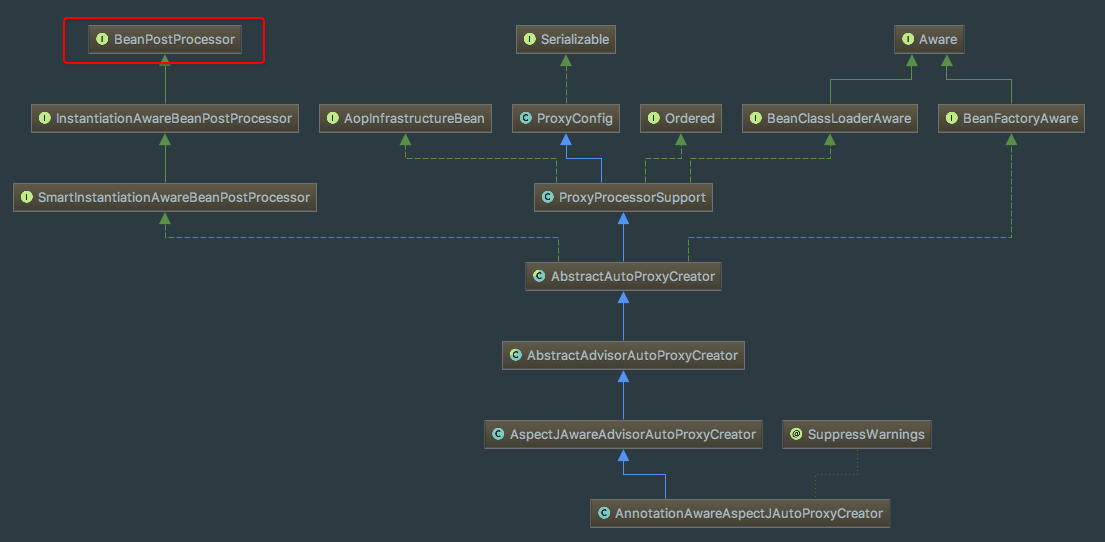 BeanPostProcessor
Serializable
Aware
InstantiationAwareBeanPostProcessor
AopInfrastructureBean
ProxyConfig
Ordered
BeanClassLoaderAware
BeanFactoryAware
SmartInstantiationAwareBeanPostProcessor
ProxyProcessorSupport
AbstractAutoProxyCreator
AbstractAdvisorAutoProxyCreator
AspectJAwareAdvisorAutoProxyCreator
SuppressWarnings
AnnotationAwareAspectJAutoProxyCreator